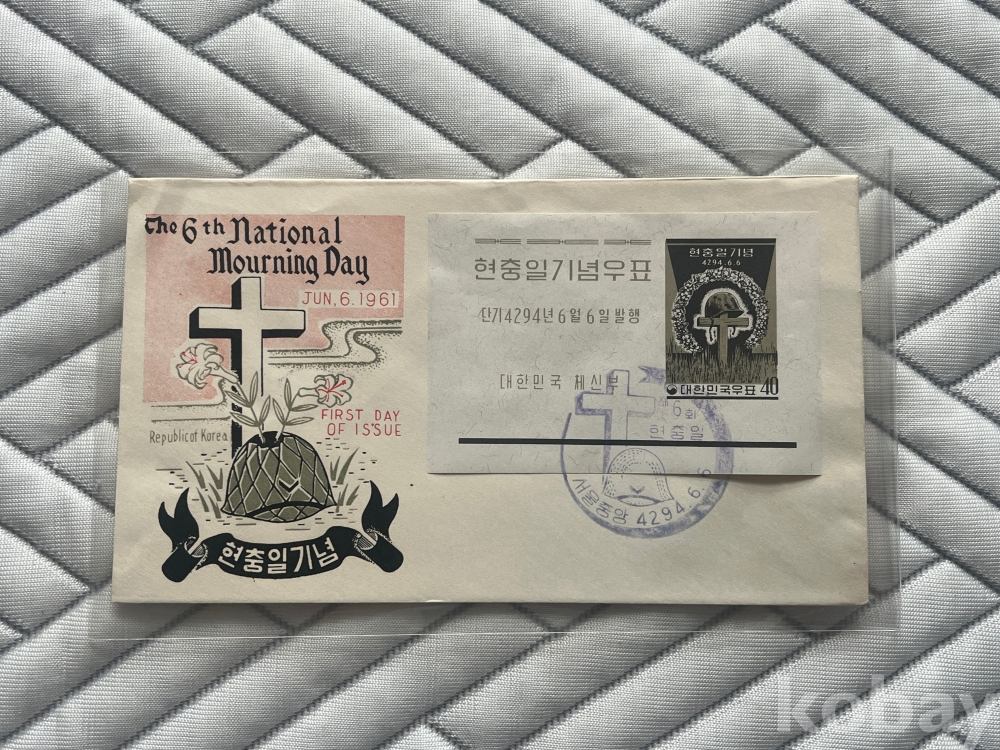 The 6th National
Mourning Day
JUN, 6. 1961
FIRST DAY
OF ISSUE
Republic of Korea
현충일기념
현충일기념우표
단기4294년6월6일발행
대한민국 체신부
현충일기념
4294.6.6
대한민국우표 40
제6회
현충일
서울중앙 4294.6.6
kobay